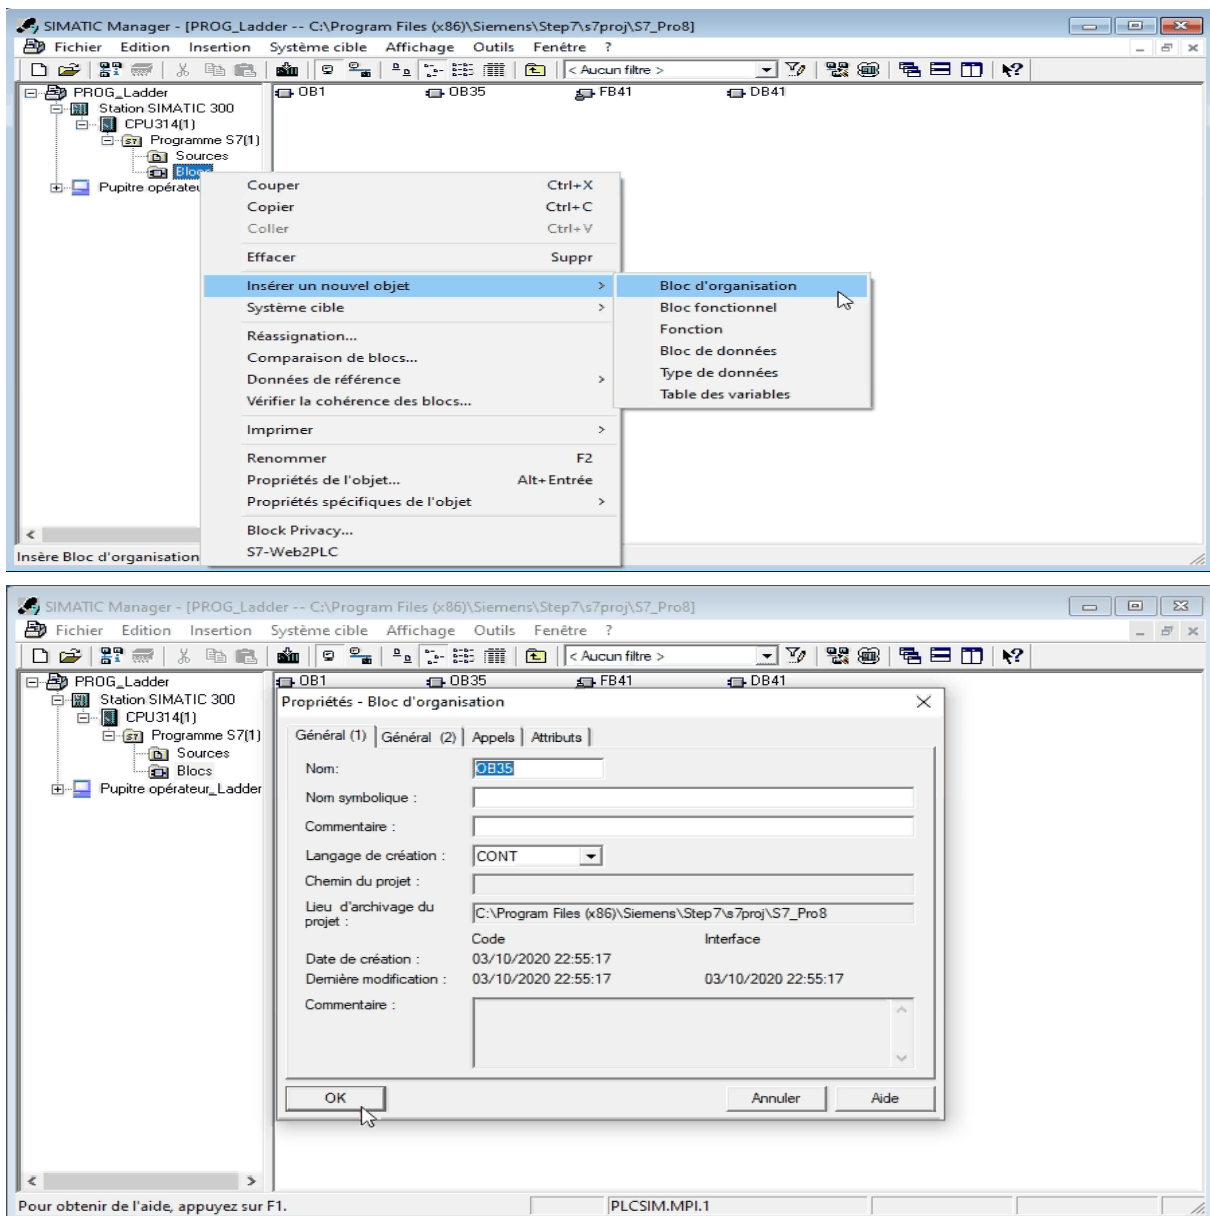 SIMATIC Manager - [PROG_Ladder -- C:\Program Files (x86)\Siemens\Step7\s7proj\S7_Pro8]
Fichier Edition Insertion Système cible Affichage Outils Fenêtre ?
< Aucun filtre >
PROG_Ladder
Station SIMATIC 300
CPU314(1)
Programme S7(1)
Sources
Blocs
Pupitre opérateu
OB1 OB35 FB41 DB41
Couper Ctrl+X
Copier Ctrl+C
Coller Ctrl+V
Effacer Suppr
Insérer un nouvel objet >
Système cible >
Réassignation...
Comparaison de blocs...
Données de référence >
Vérifier la cohérence des blocs...
Imprimer >
Renommer F2
Propriétés de l'objet... Alt+Entrée
Propriétés spécifiques de l'objet >
Block Privacy...
S7-Web2PLC
Bloc d'organisation
Bloc fonctionnel
Fonction
Bloc de données
Type de données
Table des variables
Insère Bloc d'organisation
SIMATIC Manager - [PROG_Ladder -- C:\Program Files (x86)\Siemens\Step7\s7proj\S7_Pro8]
Fichier Edition Insertion Système cible Affichage Outils Fenêtre ?
< Aucun filtre >
PROG_Ladder
Station SIMATIC 300
CPU314(1)
Programme S7(1)
Sources
Blocs
Pupitre opérateur_Ladder
OB1 OB35 FB41 DB41
Propriétés - Bloc d'organisation
Général (1) Général (2) Appels Attributs
Nom: OB35
Nom symbolique :
Commentaire :
Langage de création : CONT
Chemin du projet :
Lieu d'archivage du
projet : C:\Program Files (x86)\Siemens\Step7\s7proj\S7_Pro8
Code Interface
Date de création : 03/10/2020 22:55:17
Dernière modification : 03/10/2020 22:55:17 03/10/2020 22:55:17
Commentaire :
OK Annuler Aide
Pour obtenir de l'aide, appuyez sur F1. PLCSIM.MPI.1